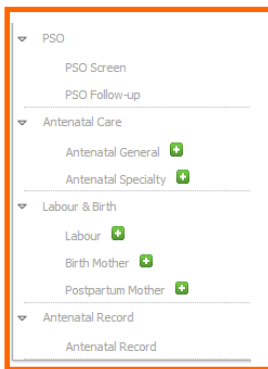 PSO
PSO Screen
PSO Follow-up
Antenatal Care
Antenatal General
Antenatal Specialty
Labour & Birth
Labour
Birth Mother
Postpartum Mother
Antenatal Record
Antenatal Record